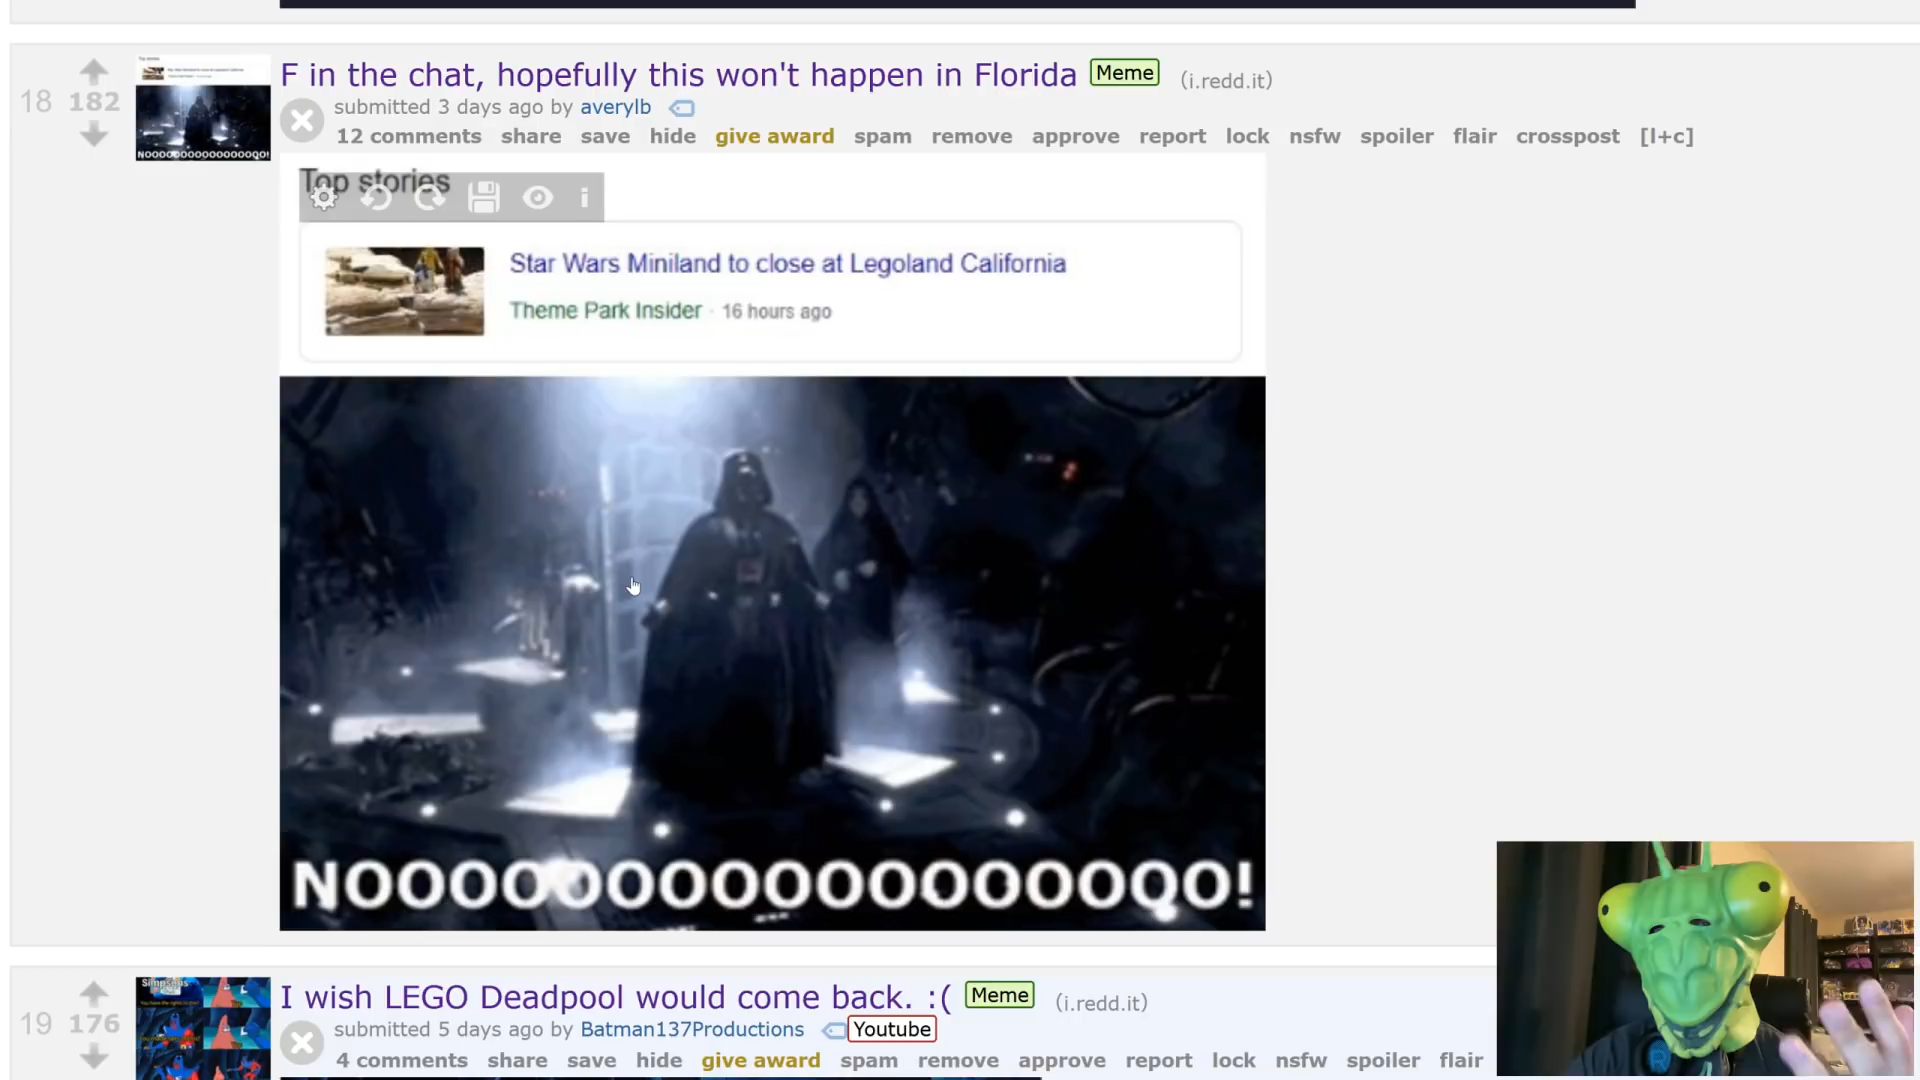 18
182
F in the chat, hopefully this won't happen in Florida Meme (i.redd.it)
submitted 3 days ago by averylb
12 comments share save hide give award spam remove approve report lock nsfw spoiler flair crosspost [l+c]
NOOOOOOOOOOOOOOOQO!
Top stories
Star Wars Miniland to close at Legoland California
Theme Park Insider · 16 hours ago
NOOOOOOOOOOOOOOOOQO!
19
176
Simpsons
I wish LEGO Deadpool would come back. :( Meme (i.redd.it)
submitted 5 days ago by Batman137Productions Youtube
4 comments share save hide give award spam remove approve report lock nsfw spoiler flair